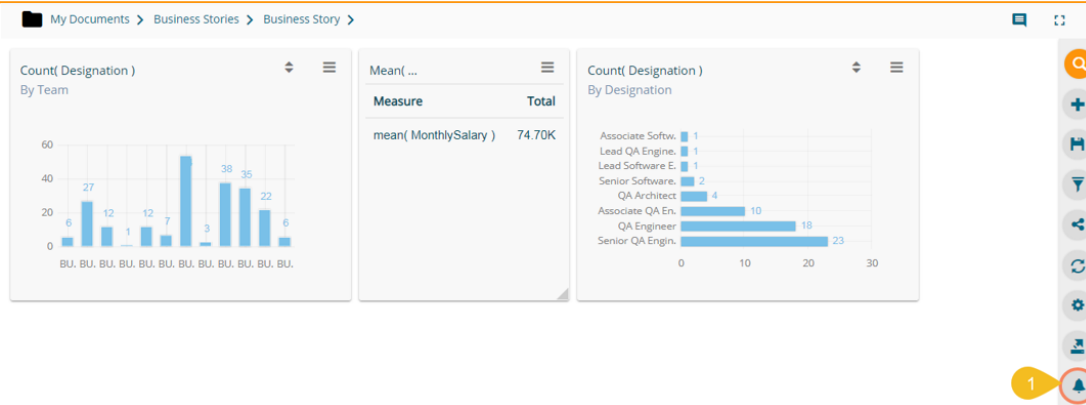 My Documents > Business Stories > Business Story >
Count( Designation )
By Team
60
40
20
0
6
27
12
1
12
7
3
38
35
22
6
BU. BU. BU. BU. BU. BU. BU. BU. BU. BU. BU. BU.
Mean( ...
Measure Total
mean( MonthlySalary ) 74.70K
Count( Designation )
By Designation
Associate Softw. 1
Lead QA Engine. 1
Lead Software E. 1
Senior Software. 2
QA Architect 4
Associate QA En. 10
QA Engineer 18
Senior QA Engin. 23
0 10 20 30
1